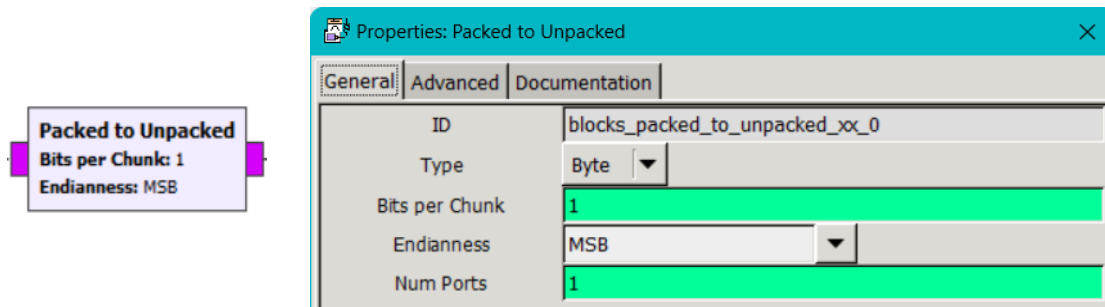 Packed to Unpacked
Bits per Chunk: 1
Endianness: MSB
Properties: Packed to Unpacked
General Advanced Documentation
ID blocks_packed_to_unpacked_xx_0
Type Byte
Bits per Chunk 1
Endianness MSB
Num Ports 1